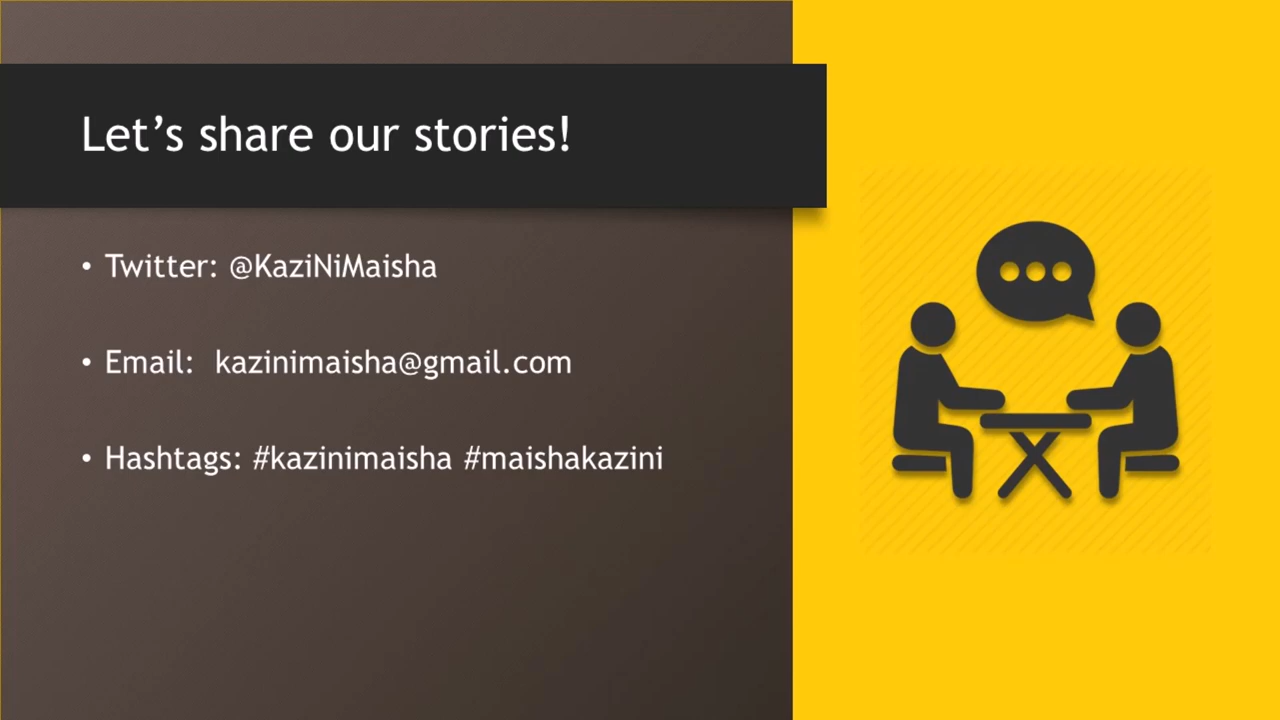 Let’s share our stories!
• Twitter: @KaziNiMaisha
• Email: kazinimaisha@gmail.com
• Hashtags: #kazinimaisha #maishakazini